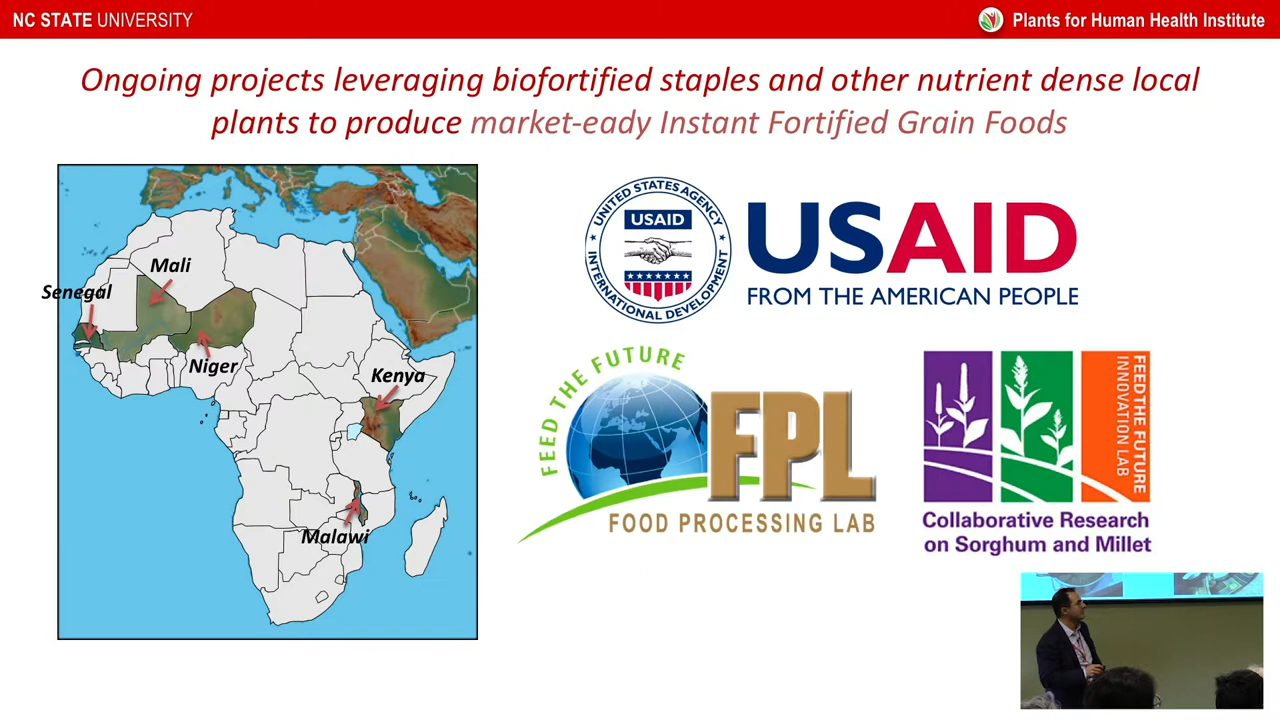 NC STATE UNIVERSITY
Plants for Human Health Institute
Ongoing projects leveraging biofortified staples and other nutrient dense local
plants to produce market-eady Instant Fortified Grain Foods
Mali
Senegal
Niger
Kenya
Malawi
UNITED STATES AGENCY
USAID
INTERNATIONAL DEVELOPMENT
USAID
FROM THE AMERICAN PEOPLE
FEED THE FUTURE
FPL
FOOD PROCESSING LAB
FEED THE FUTURE
INNOVATION LAB
Collaborative Research
on Sorghum and Millet